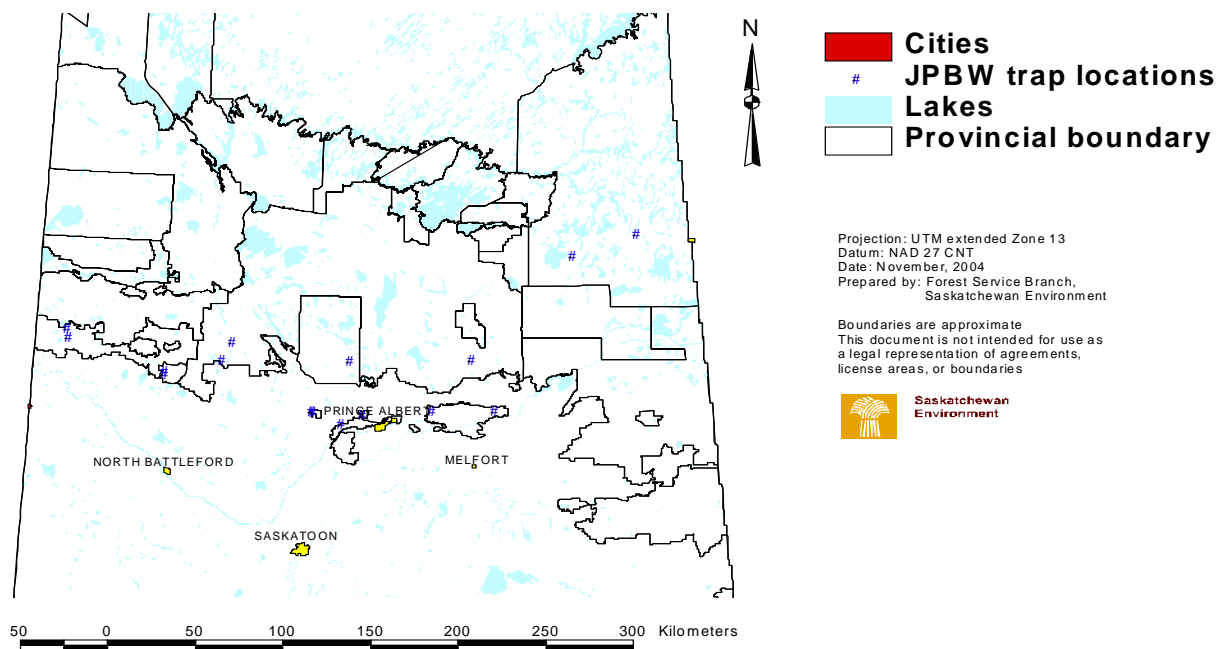 N
Cities
# JPBW trap locations
Lakes
Provincial boundary
Projection: UTM extended Zone 13
Datum: NAD 27 CNT
Date: November, 2004
Prepared by: Forest Service Branch,
Saskatchewan Environment
Boundaries are approximate
This document is not intended for use as
a legal representation of agreements,
license areas, or boundaries
Saskatchewan
Environment
# #
# #
# # # #
#
# PRINCE ALBERT # #
# #
NORTH BATTLEFORD
MELFORT
SASKATOON
50 0 50 100 150 200 250 300 Kilometers